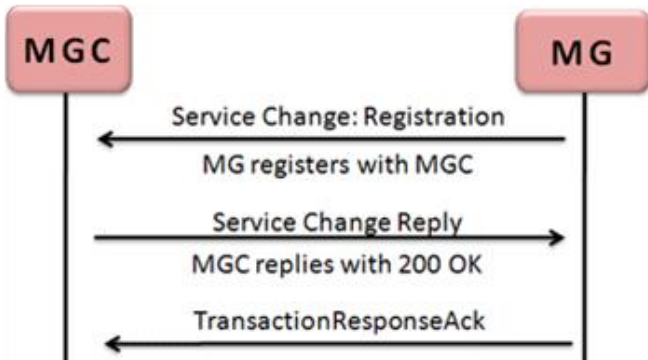 MGC
MG
Service Change: Registration
MG registers with MGC
Service Change Reply
MGC replies with 200 OK
TransactionResponseAck